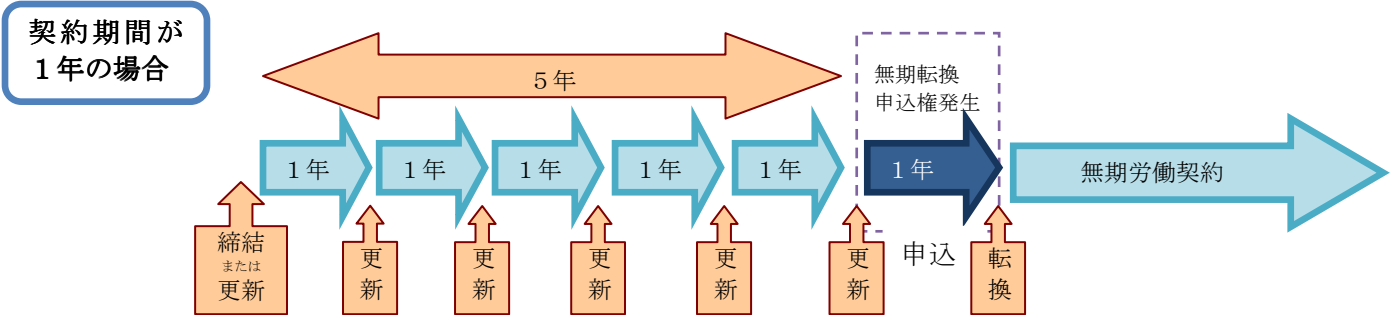 契約期間が
１年の場合
５年
無期転換
申込権発生
１年
１年
１年
１年
１年
１年
無期労働契約
締結
または
更新
更
新
更
新
更
新
更
新
更
新
申込
転
換